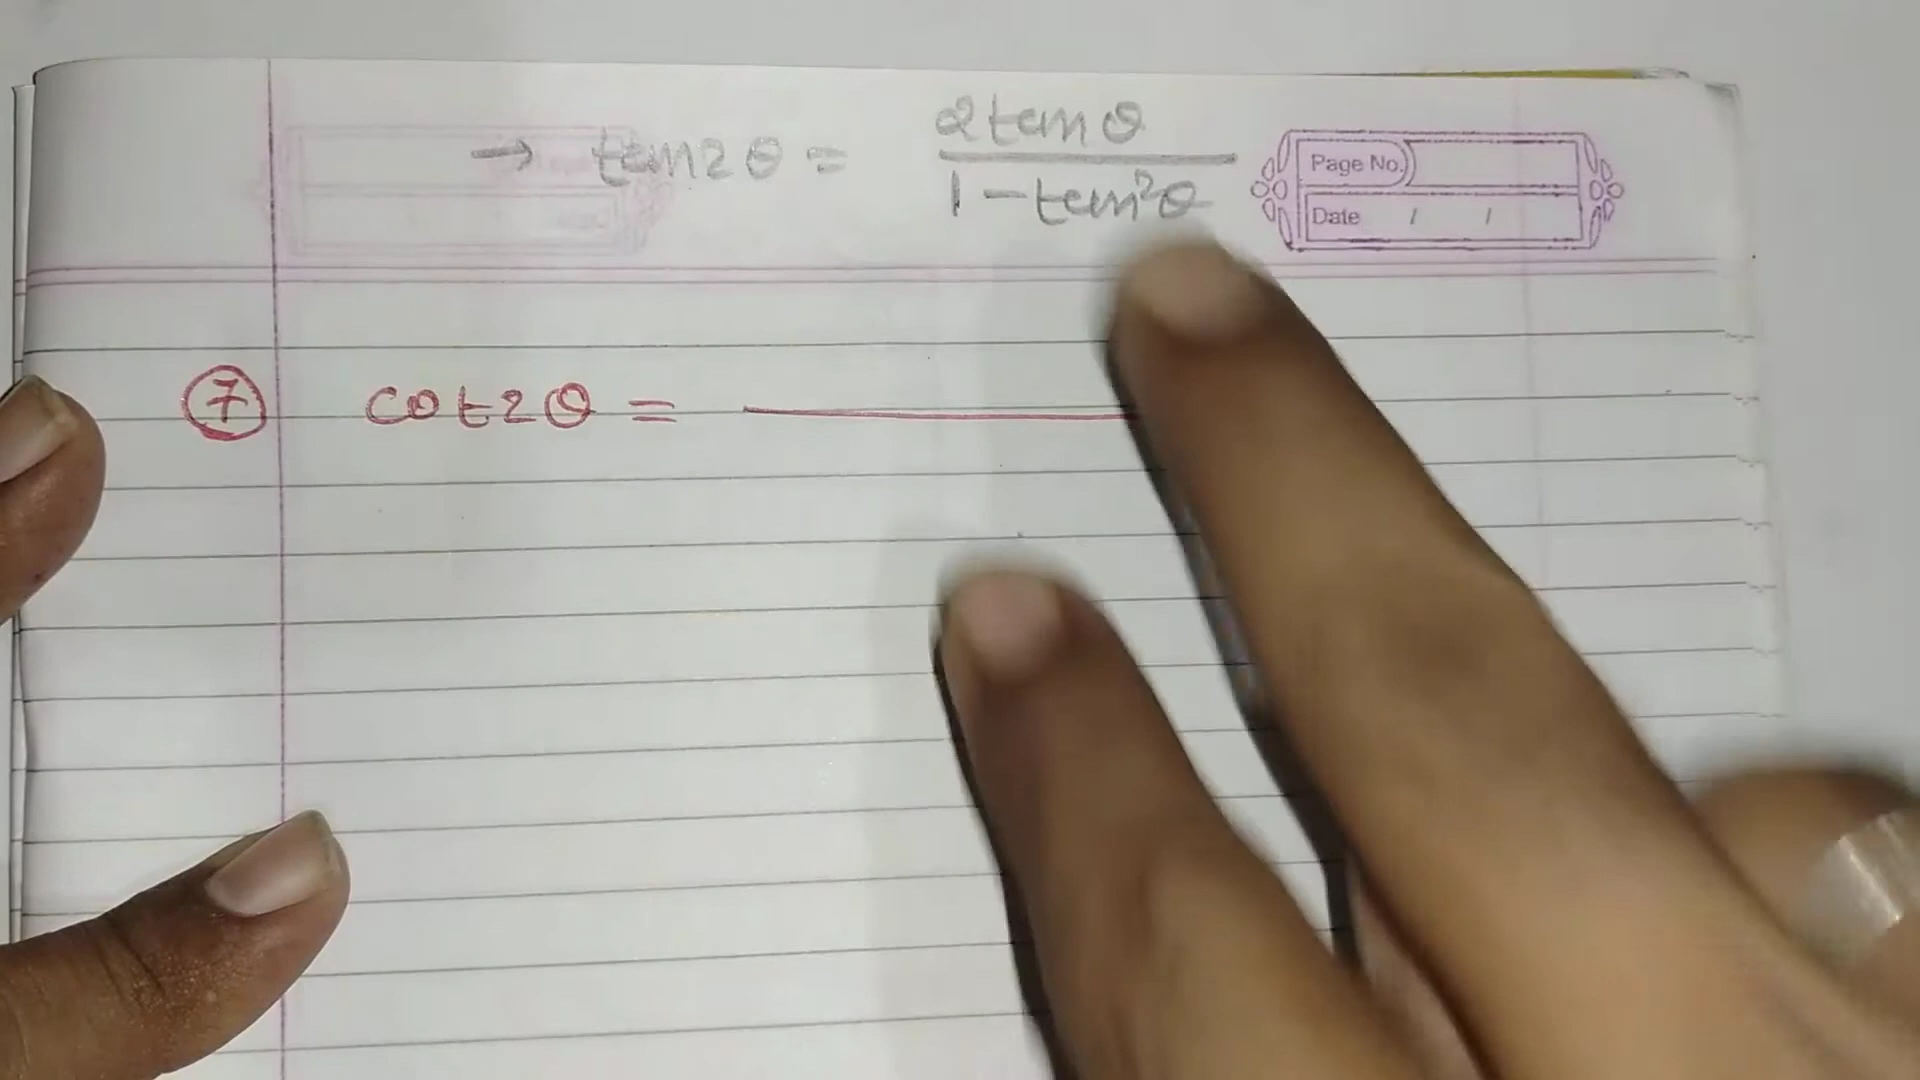 → tan2θ = 2tanθ / 1-tan²θ
Page No.
Date / /
⑦ cot2θ =